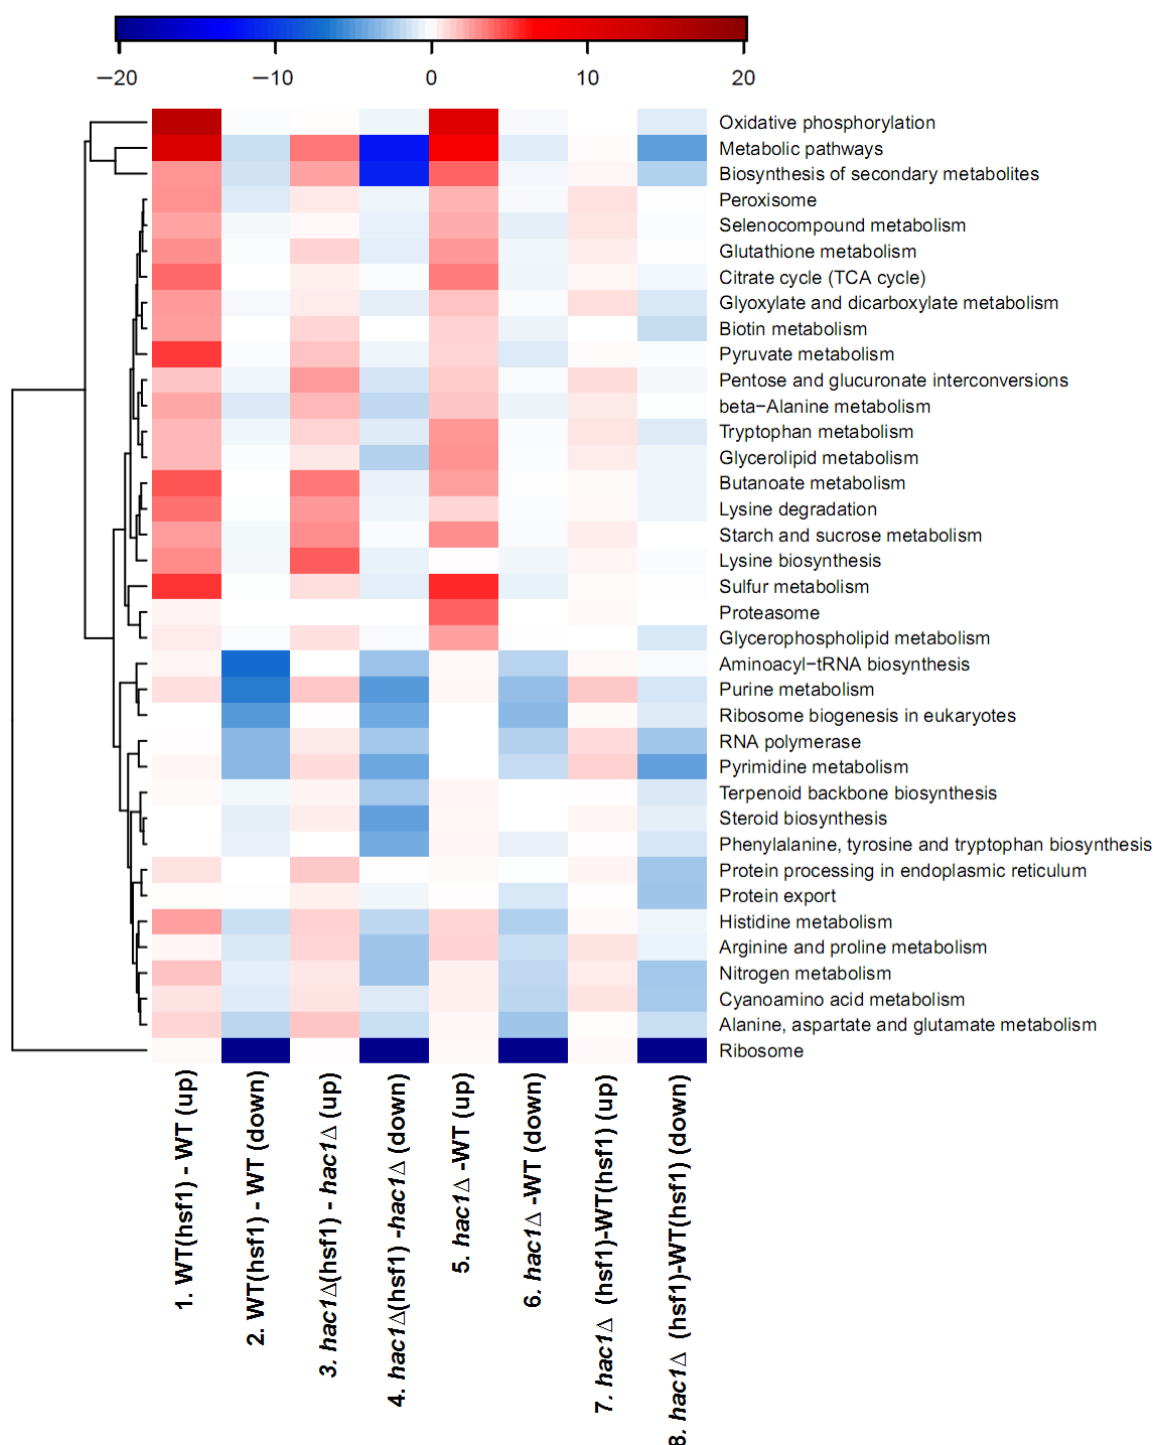 −20 −10 0 10 20
Oxidative phosphorylation
Metabolic pathways
Biosynthesis of secondary metabolites
Peroxisome
Selenocompound metabolism
Glutathione metabolism
Citrate cycle (TCA cycle)
Glyoxylate and dicarboxylate metabolism
Biotin metabolism
Pyruvate metabolism
Pentose and glucuronate interconversions
beta−Alanine metabolism
Tryptophan metabolism
Glycerolipid metabolism
Butanoate metabolism
Lysine degradation
Starch and sucrose metabolism
Lysine biosynthesis
Sulfur metabolism
Proteasome
Glycerophospholipid metabolism
Aminoacyl−tRNA biosynthesis
Purine metabolism
Ribosome biogenesis in eukaryotes
RNA polymerase
Pyrimidine metabolism
Terpenoid backbone biosynthesis
Steroid biosynthesis
Phenylalanine, tyrosine and tryptophan biosynthesis
Protein processing in endoplasmic reticulum
Protein export
Histidine metabolism
Arginine and proline metabolism
Nitrogen metabolism
Cyanoamino acid metabolism
Alanine, aspartate and glutamate metabolism
Ribosome
1. WT(hsf1) - WT (up)
2. WT(hsf1) - WT (down)
3. hac1Δ(hsf1) - hac1Δ (up)
4. hac1Δ(hsf1) -hac1Δ (down)
5. hac1Δ -WT (up)
6. hac1Δ -WT (down)
7. hac1Δ (hsf1)-WT(hsf1) (up)
8. hac1Δ (hsf1)-WT(hsf1) (down)